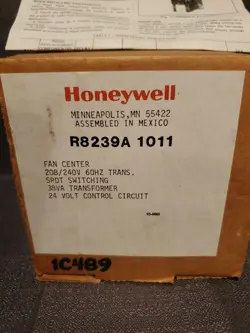 Honeywell
MINNEAPOLIS,MN 55422
ASSEMBLED IN MEXICO
R8239A 1011
FAN CENTER
208/240V 60HZ TRANS.
SPDT SWITCHING
38VA TRANSFORMER
24 VOLT CONTROL CIRCUIT
1C489